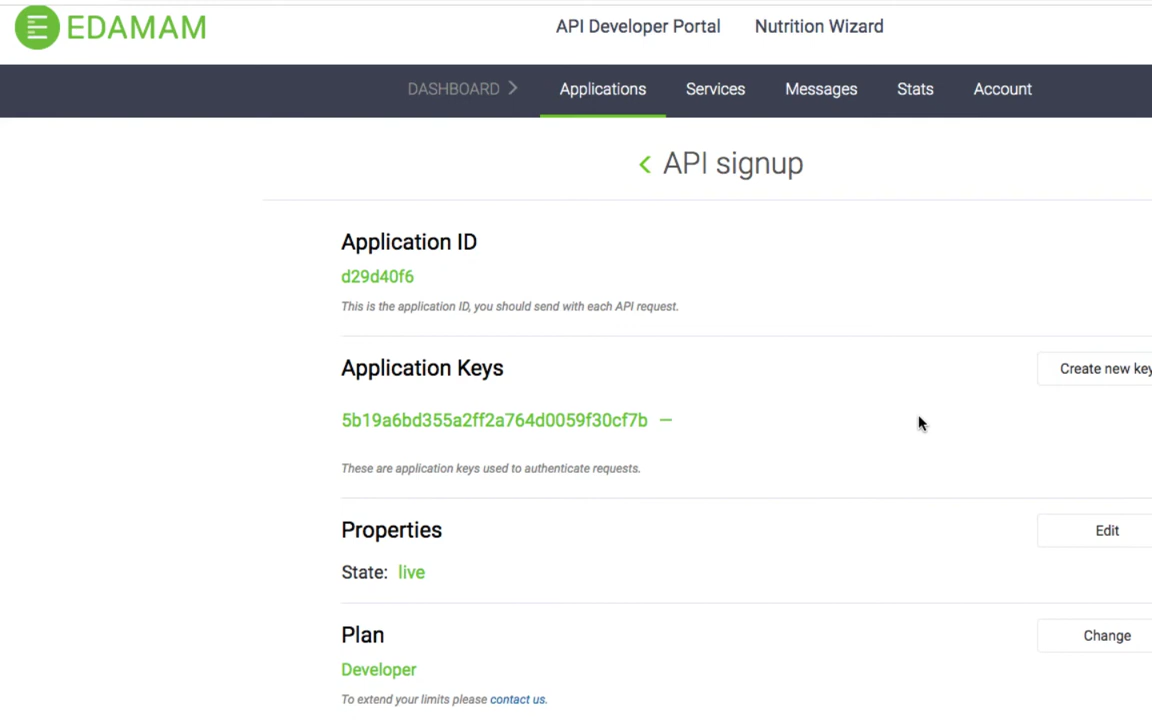 EDAMAM
API Developer Portal Nutrition Wizard
DASHBOARD Applications Services Messages Stats Account
API signup
Application ID
d29d40f6
This is the application ID, you should send with each API request.
Application Keys
Create new key
5b19a6bd355a2ff2a764d0059f30cf7b —
These are application keys used to authenticate requests.
Properties
Edit
State: live
Plan
Change
Developer
To extend your limits please contact us.